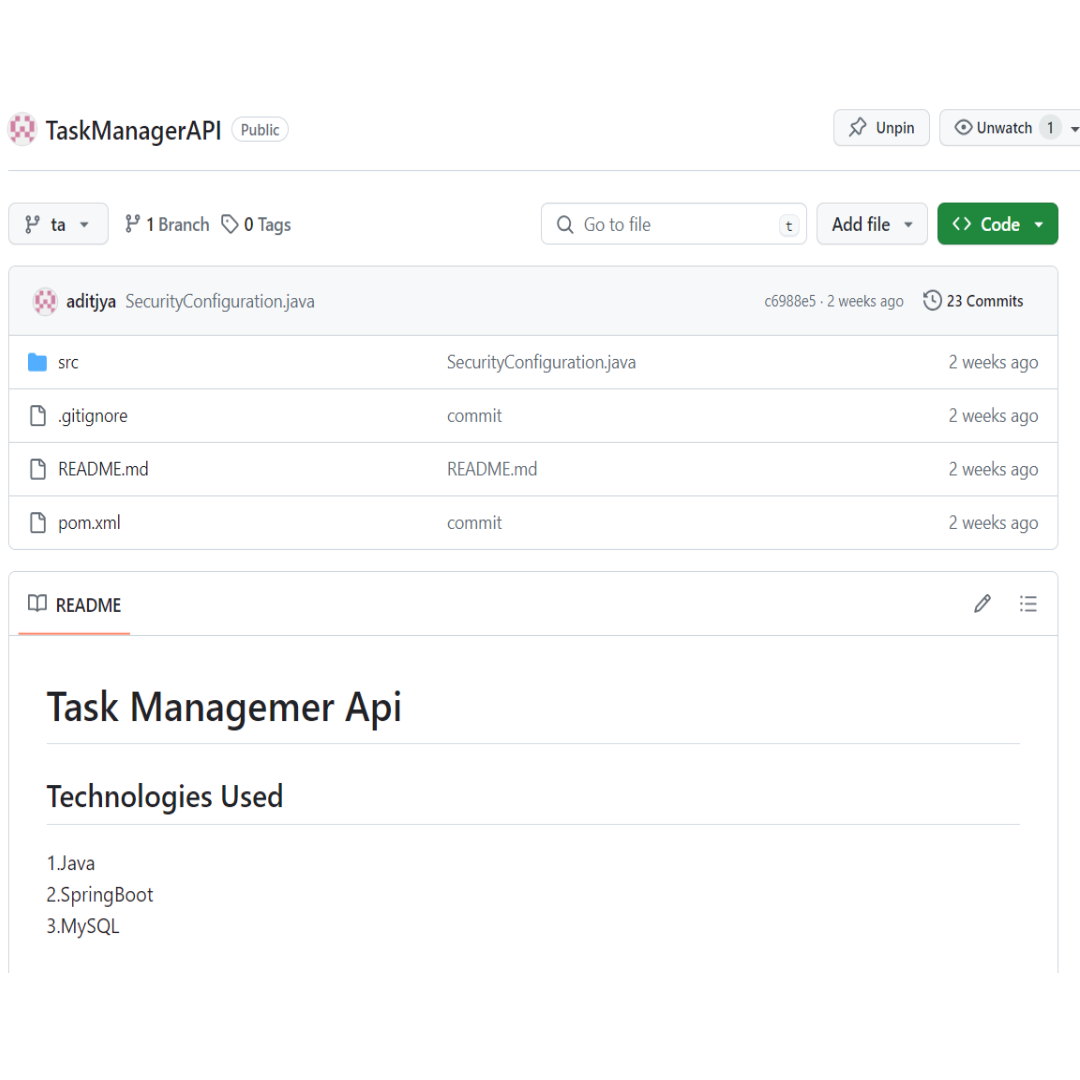 TaskManagerAPI Public Unpin Unwatch 1
ta 1 Branch 0 Tags Go to file t Add file Code
aditjya SecurityConfiguration.java c6988e5 · 2 weeks ago 23 Commits
src SecurityConfiguration.java 2 weeks ago
.gitignore commit 2 weeks ago
README.md README.md 2 weeks ago
pom.xml commit 2 weeks ago
README
Task Managemer Api
Technologies Used
1.Java
2.SpringBoot
3.MySQL